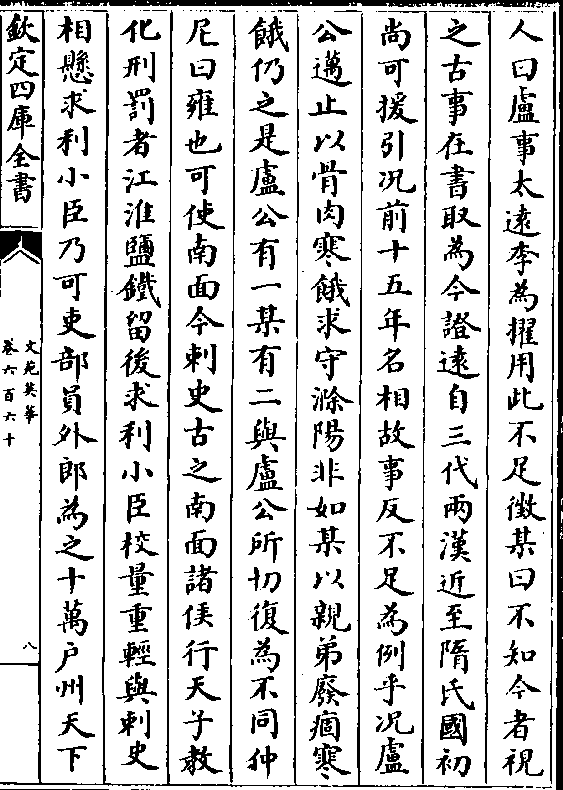 人曰盧事太遠李為擢用此不足徵某曰不知今者視
之古事在書取為今證遠自三代兩漢近至隋氏國初
尚可援引况前十五年名相故事反不足為例乎况盧
公邁止以骨肉寒餓求守滁陽非如某以親弟廢痼寒
餓仍之是盧公有一某有二與盧公所切復為不同仲
尼曰雍也可使南面今刺史古之南面諸侯行天子教
化刑罰者江淮鹽鐵留後求利小臣校量重輕與刺史
相懸求利小臣乃可吏部員外郎為之十萬户州天下
欽定四庫全書
文苑英華
卷六百六十
八